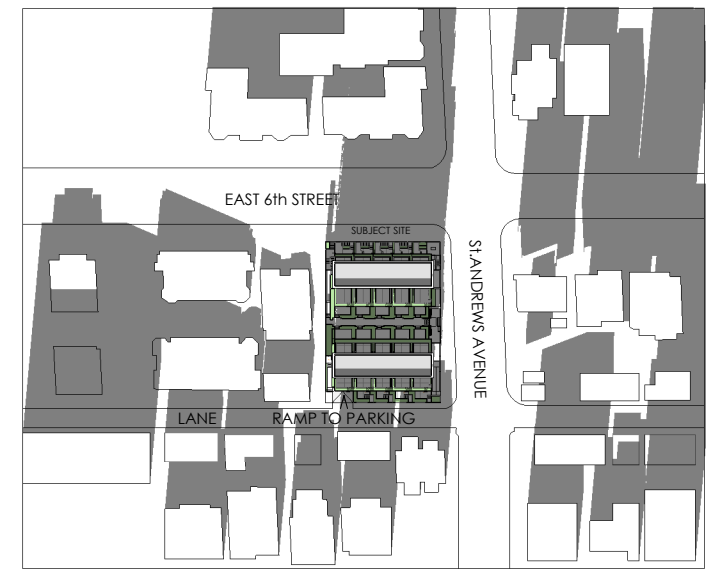 EAST 6th STREET
SUBJECT SITE
St.ANDREWS AVENUE
LANE
RAMP TO PARKING